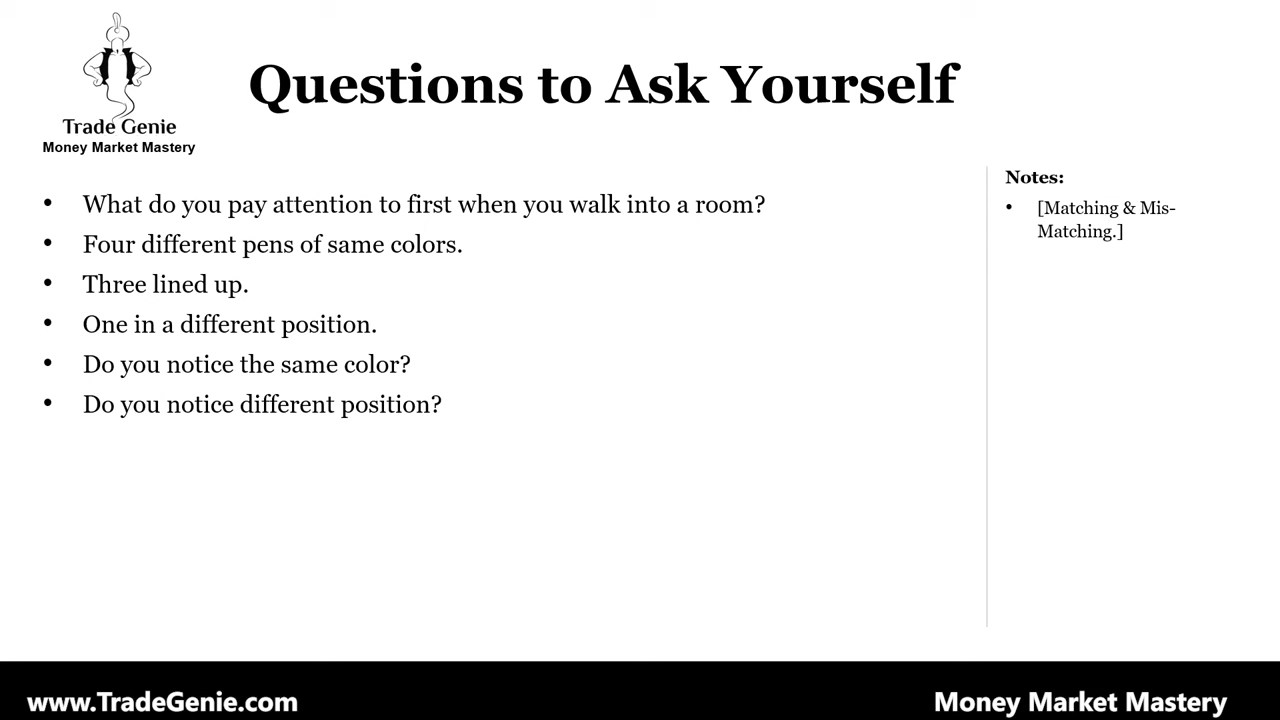 Trade Genie
Money Market Mastery
Questions to Ask Yourself
• What do you pay attention to first when you walk into a room?
• Four different pens of same colors.
• Three lined up.
• One in a different position.
• Do you notice the same color?
• Do you notice different position?
Notes:
• [Matching & Mis-
Matching.]
www.TradeGenie.com
Money Market Mastery